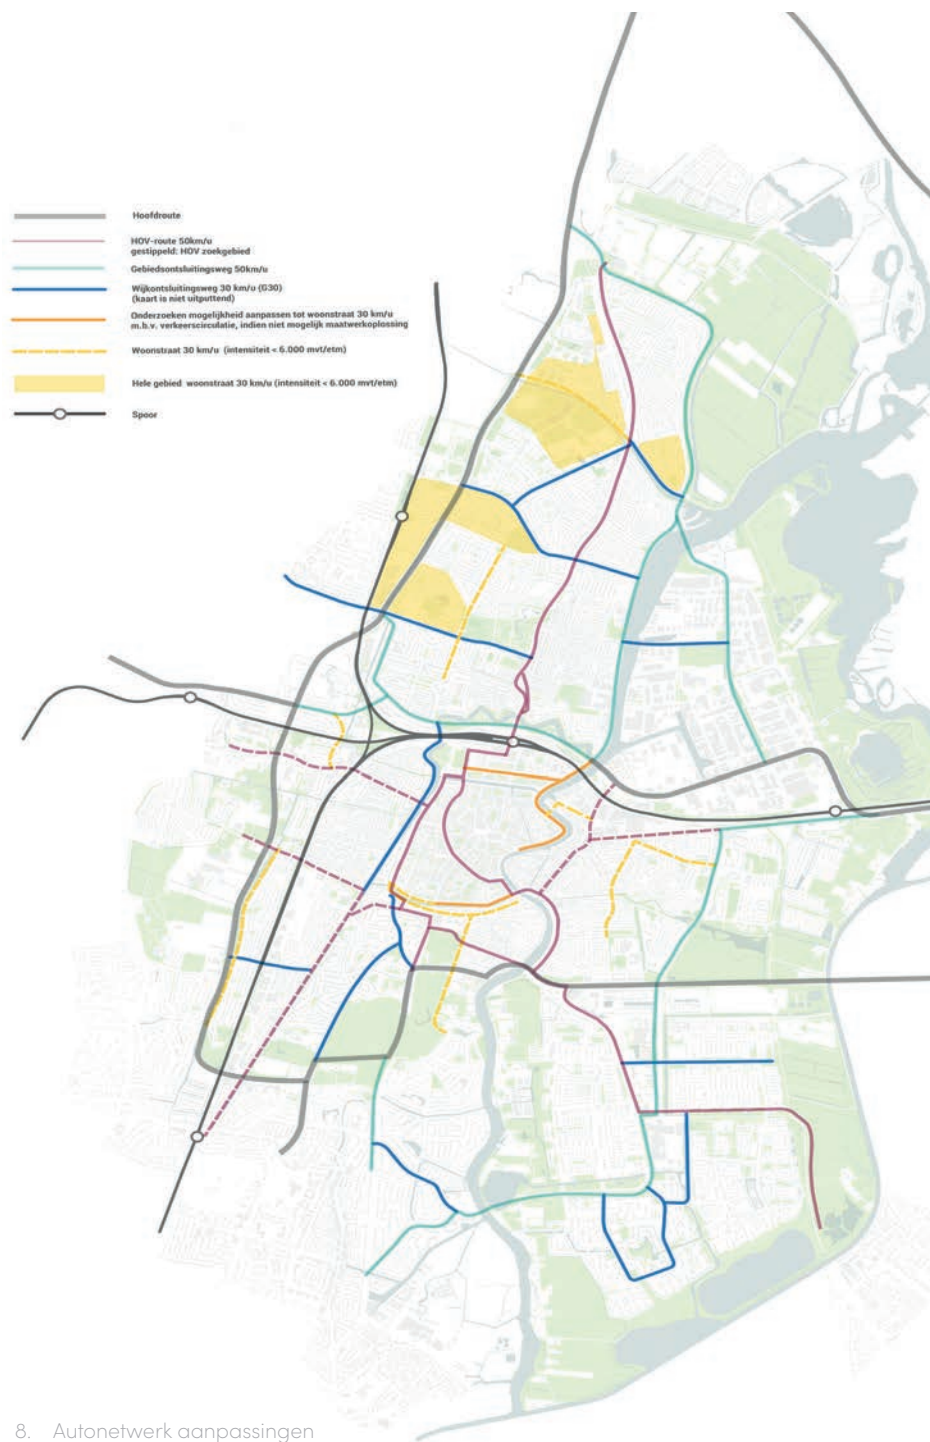 Hoofdroute
HOV-route 50km/u
gestippeld: HOV zoekgebied
Gebiedsontsluitingsweg 50km/u
Wijkontsluitingsweg 30 km/u (G30)
(kaart is niet uitputtend)
Onderzoeken mogelijkheid aanpassen tot woonstraat 30 km/u
m.b.v. verkeerscirculatie, indien niet mogelijk maatwerkoplossing
Woonstraat 30 km/u (intensiteit < 6.000 mvt/etm)
Hele gebied woonstraat 30 km/u (intensiteit < 6.000 mvt/etm)
Spoor
8. Autonetwerk aanpassingen